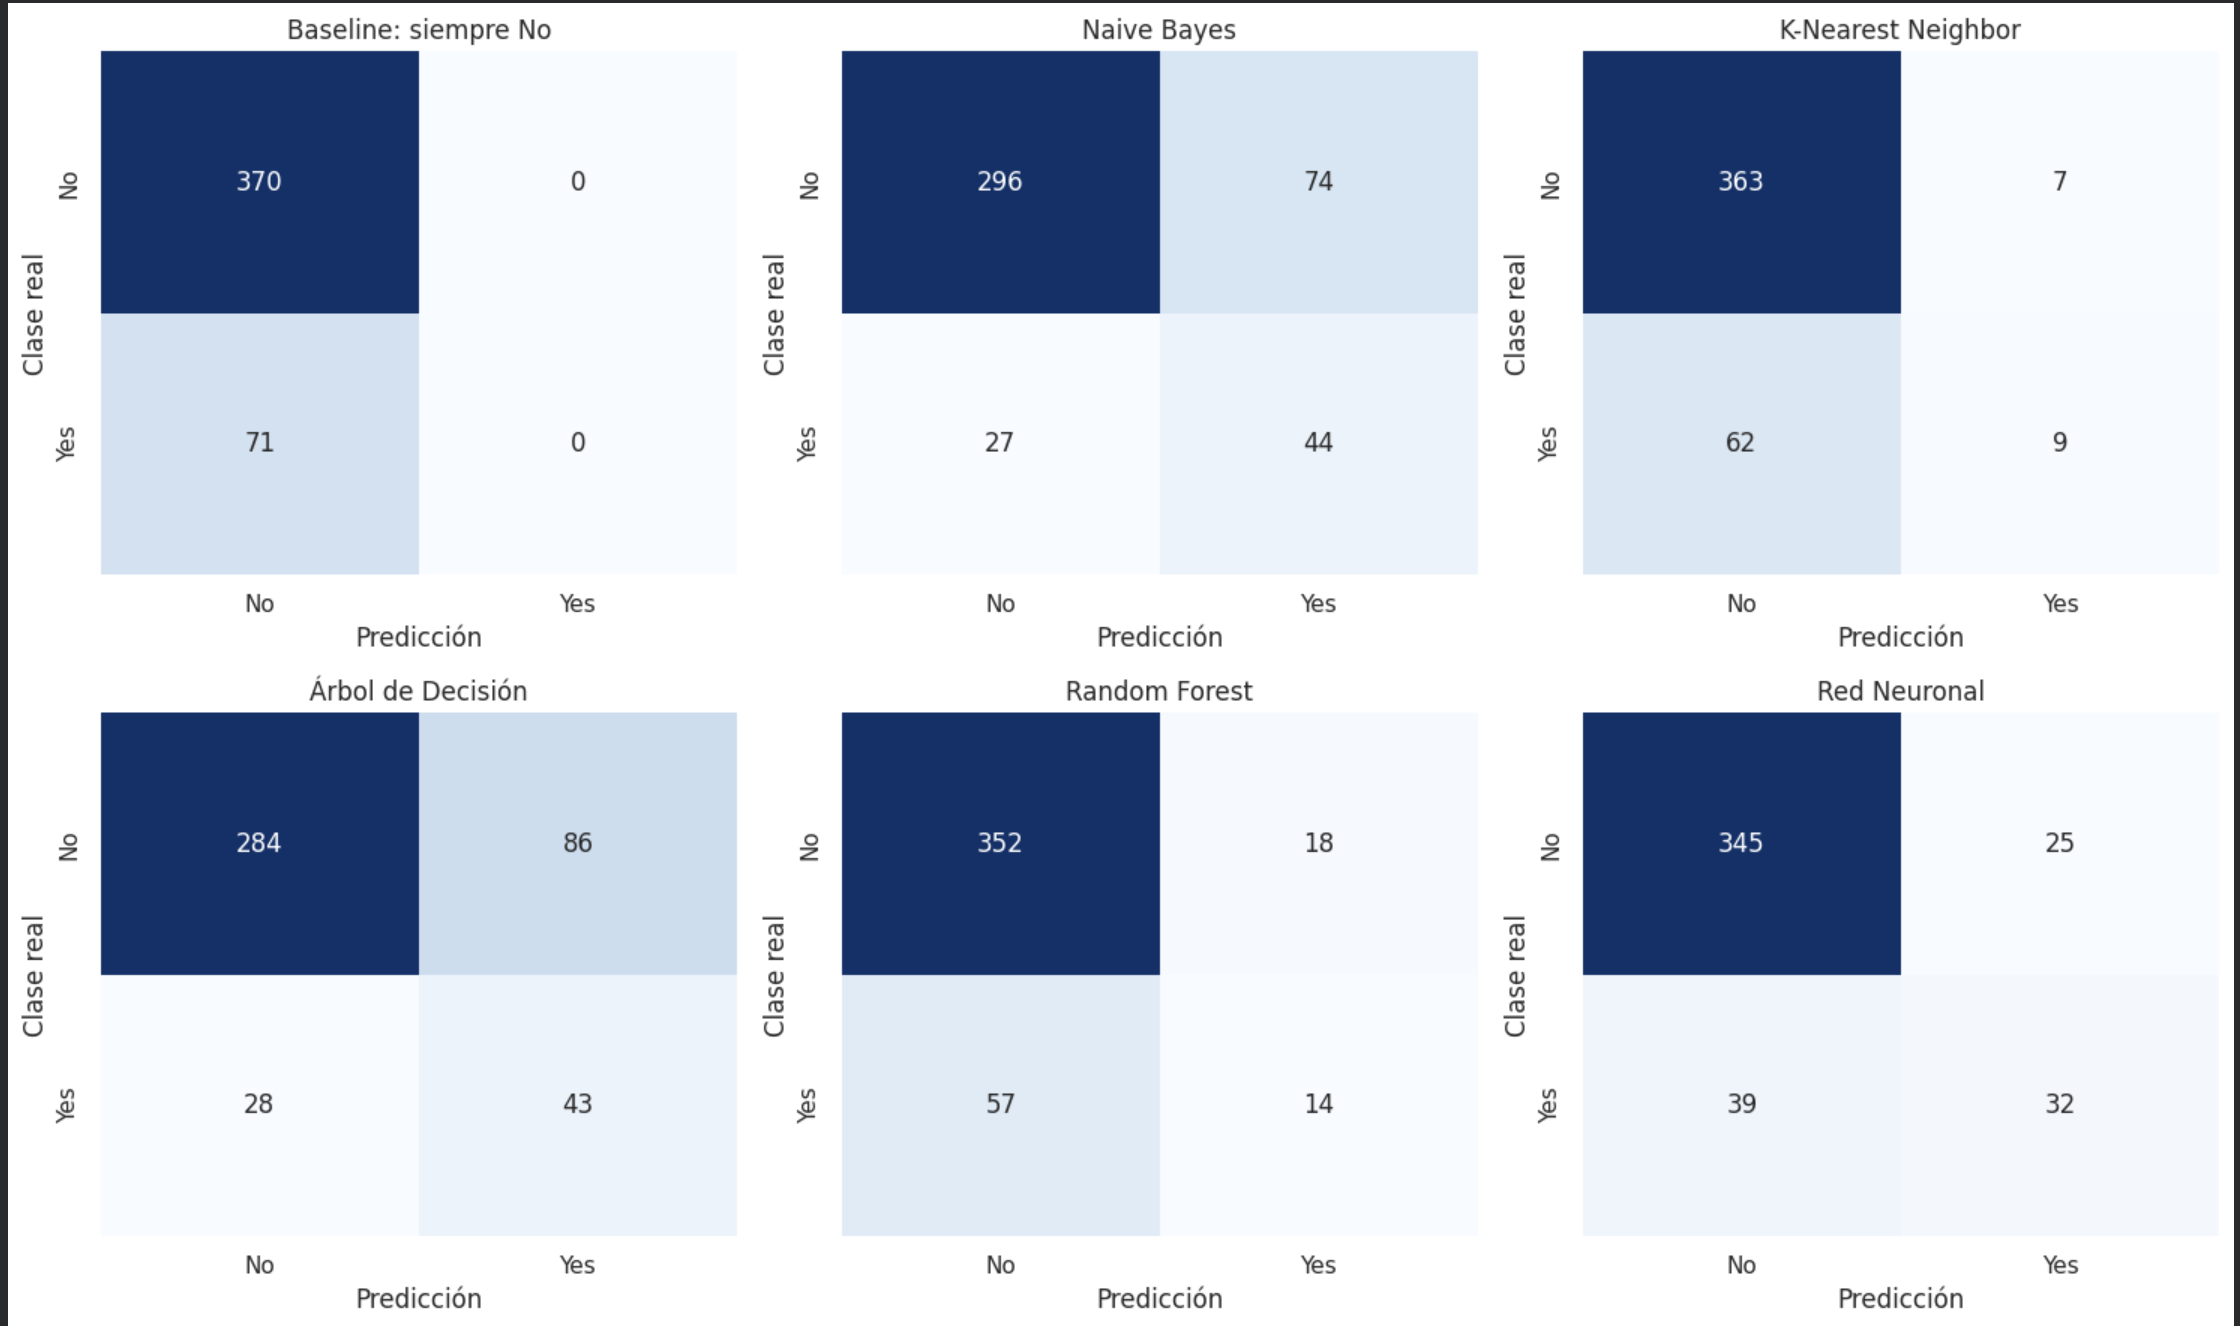 Baseline: siempre No
No
370
0
Clase real
Yes
71
0
No
Yes
Predicción
Naive Bayes
No
296
74
Clase real
Yes
27
44
No
Yes
Predicción
K-Nearest Neighbor
No
363
7
Clase real
Yes
62
9
No
Yes
Predicción
Árbol de Decisión
No
284
86
Clase real
Yes
28
43
No
Yes
Predicción
Random Forest
No
352
18
Clase real
Yes
57
14
No
Yes
Predicción
Red Neuronal
No
345
25
Clase real
Yes
39
32
No
Yes
Predicción